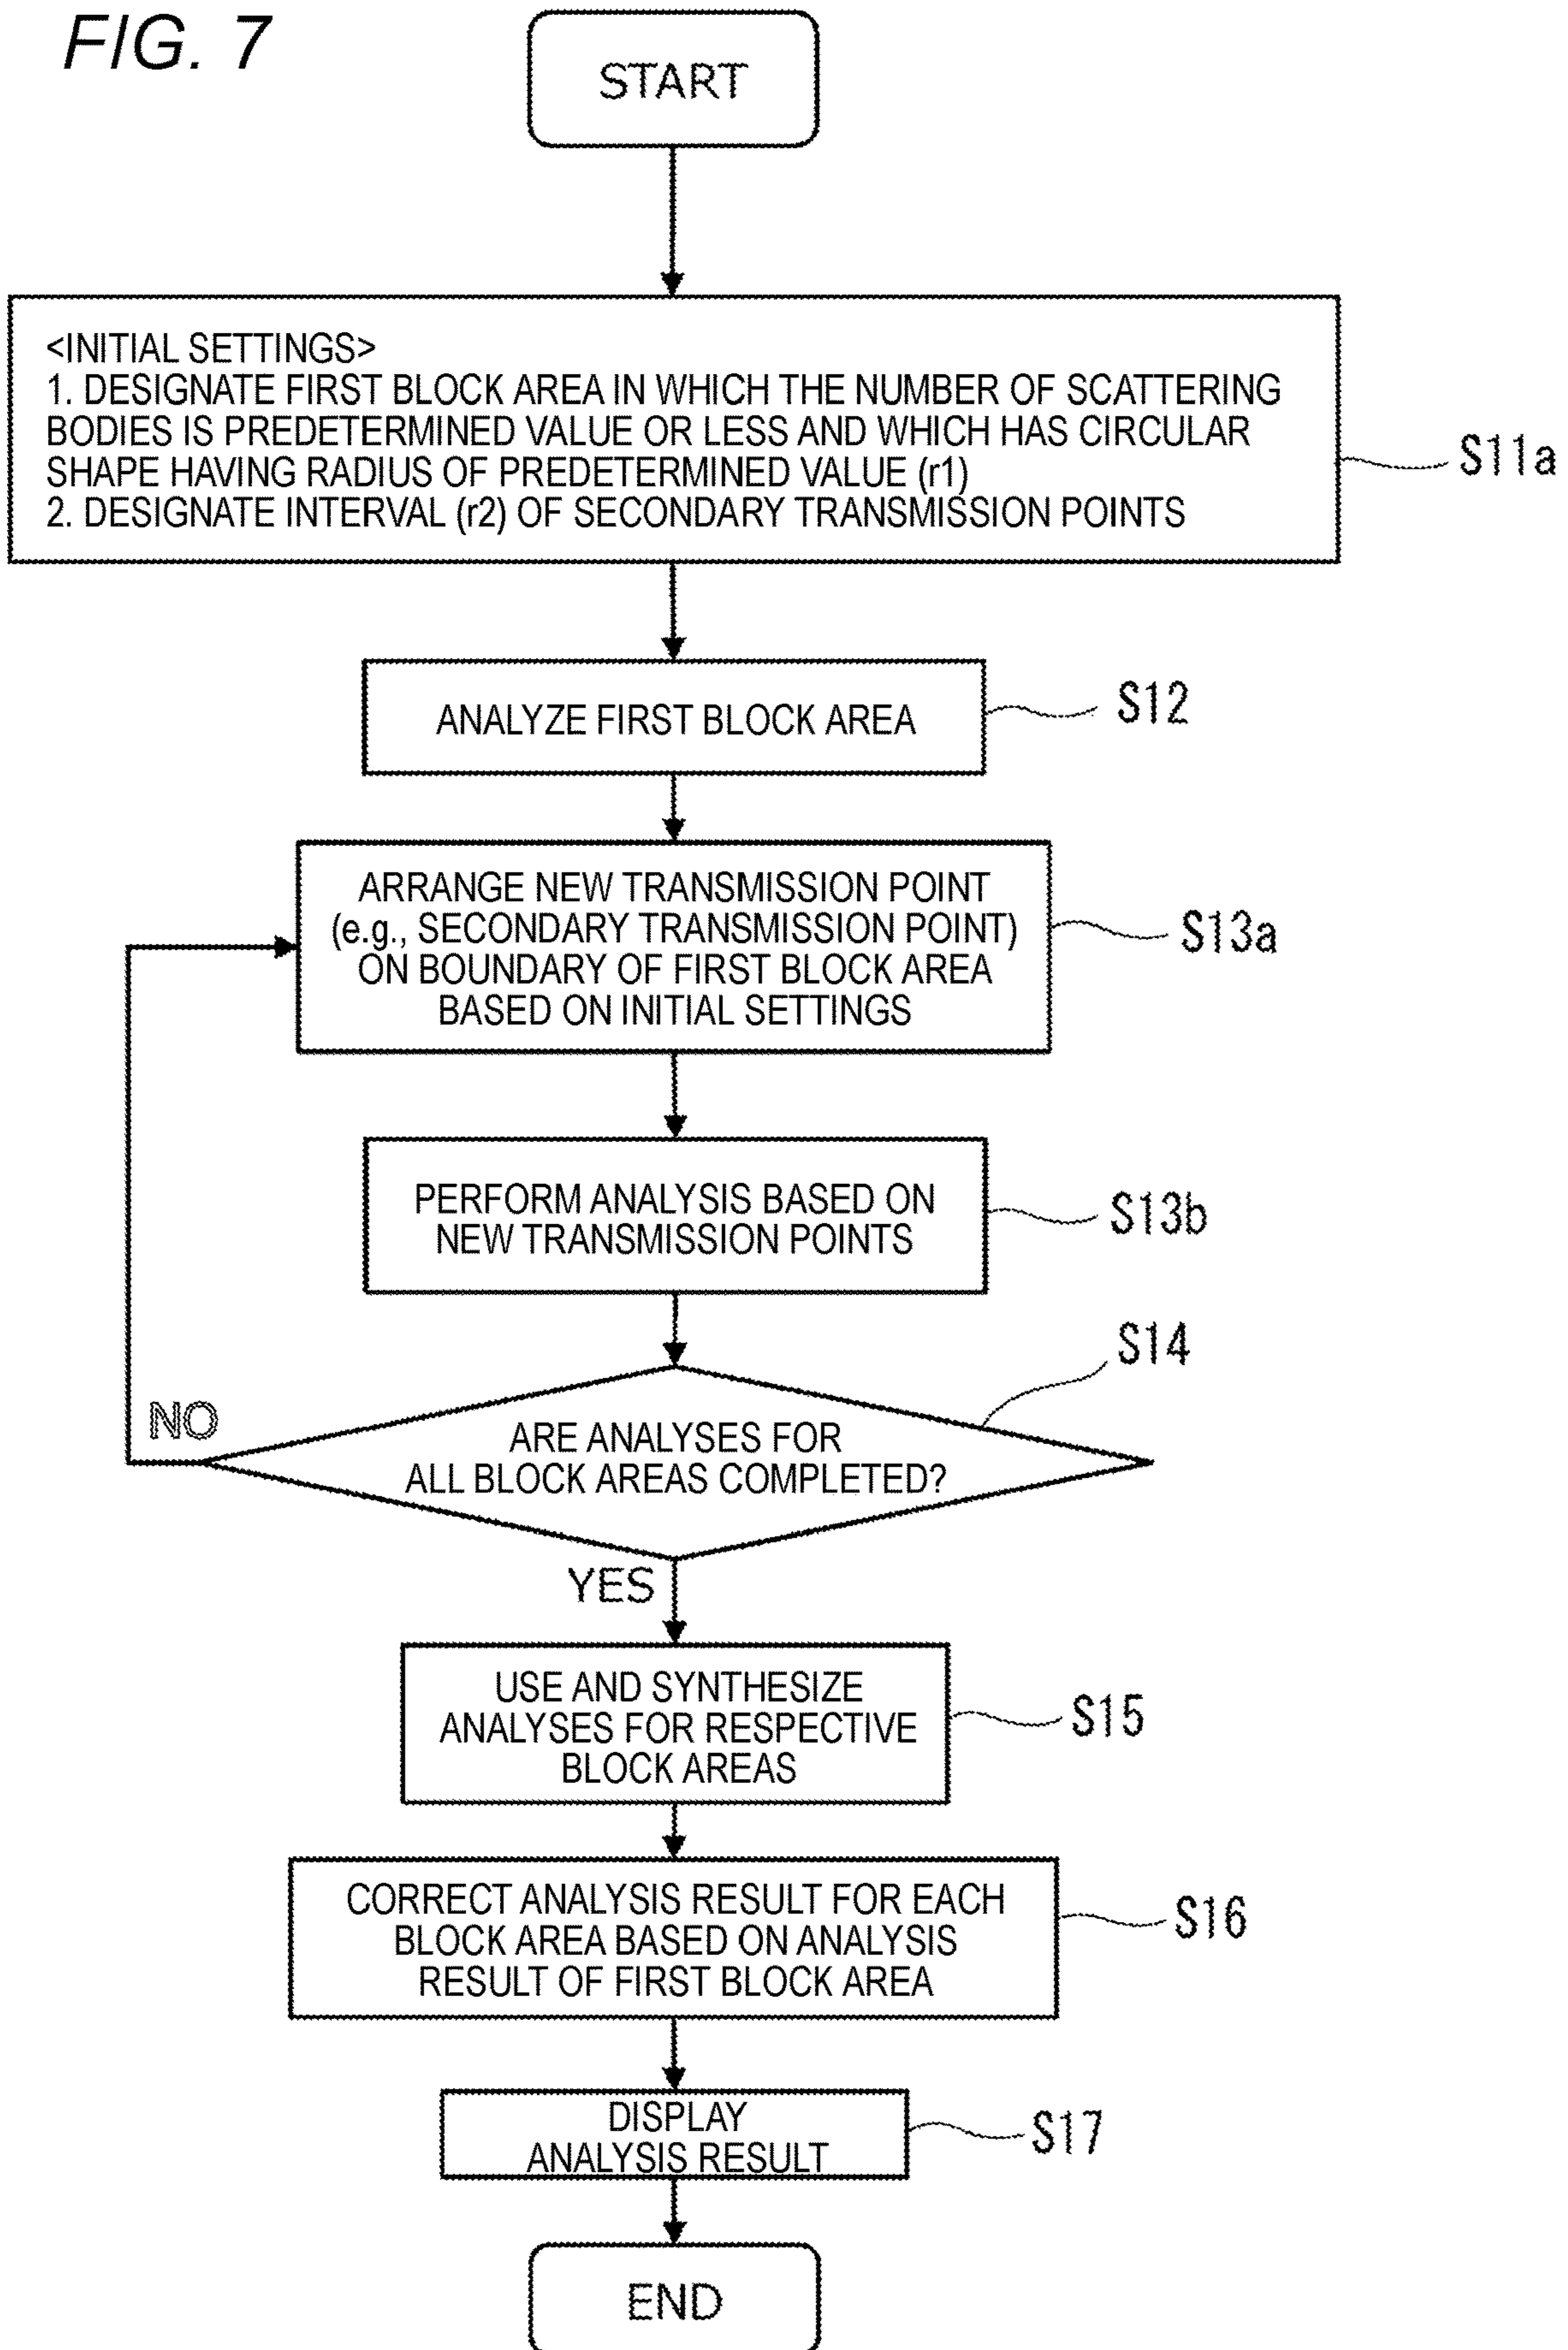 FIG. 7
START
<INITIAL SETTINGS>
1. DESIGNATE FIRST BLOCK AREA IN WHICH THE NUMBER OF SCATTERING
BODIES IS PREDETERMINED VALUE OR LESS AND WHICH HAS CIRCULAR
SHAPE HAVING RADIUS OF PREDETERMINED VALUE (r1)
2. DESIGNATE INTERVAL (r2) OF SECONDARY TRANSMISSION POINTS
S11a
ANALYZE FIRST BLOCK AREA
S12
ARRANGE NEW TRANSMISSION POINT
(e.g., SECONDARY TRANSMISSION POINT)
ON BOUNDARY OF FIRST BLOCK AREA
BASED ON INITIAL SETTINGS
S13a
PERFORM ANALYSIS BASED ON
NEW TRANSMISSION POINTS
S13b
S14
NO
ARE ANALYSES FOR
ALL BLOCK AREAS COMPLETED?
YES
USE AND SYNTHESIZE
ANALYSES FOR RESPECTIVE
BLOCK AREAS
S15
CORRECT ANALYSIS RESULT FOR EACH
BLOCK AREA BASED ON ANALYSIS
RESULT OF FIRST BLOCK AREA
S16
DISPLAY
ANALYSIS RESULT
S17
END